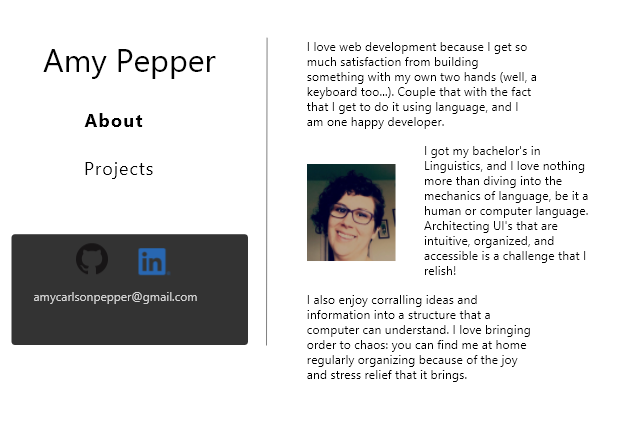 Amy Pepper
About
Projects
in
amycarlsonpepper@gmail.com
I love web development because I get so
much satisfaction from building
something with my own two hands (well, a
keyboard too...). Couple that with the fact
that I get to do it using language, and I
am one happy developer.
I got my bachelor's in
Linguistics, and I love nothing
more than diving into the
mechanics of language, be it a
human or computer language.
Architecting UI's that are
intuitive, organized, and
accessible is a challenge that I
relish!
I also enjoy corralling ideas and
information into a structure that a
computer can understand. I love bringing
order to chaos: you can find me at home
regularly organizing because of the joy
and stress relief that it brings.